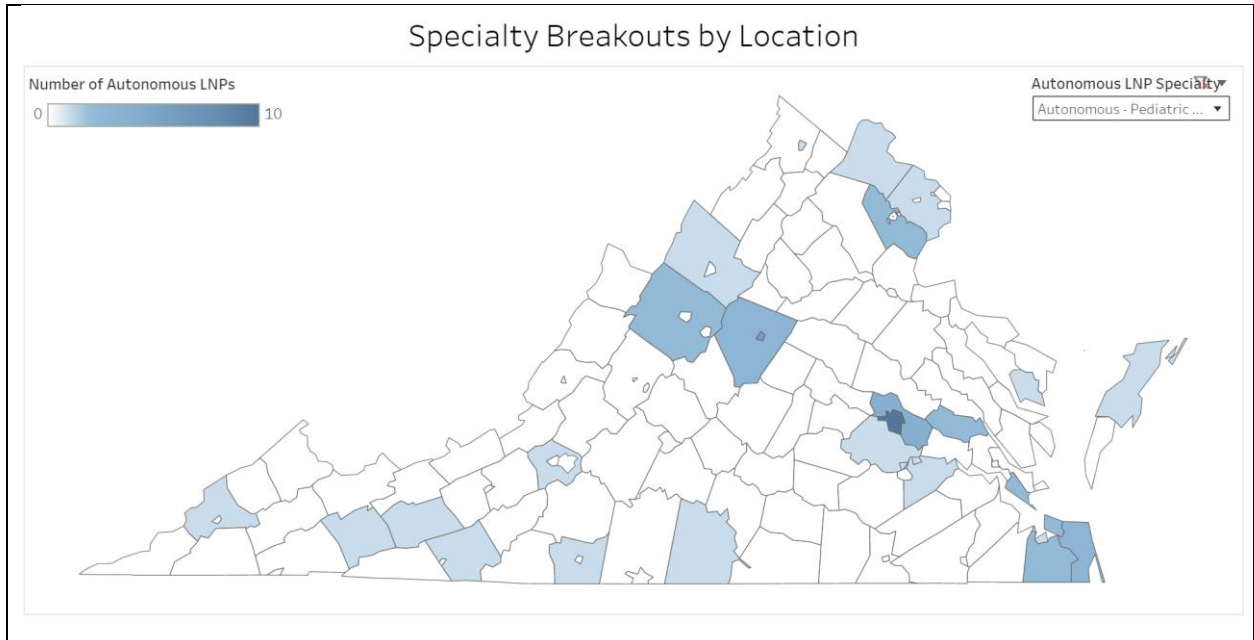 Specialty Breakouts by Location
Number of Autonomous LNPs
0 10
Autonomous LNP Specialty
Autonomous - Pediatric ...